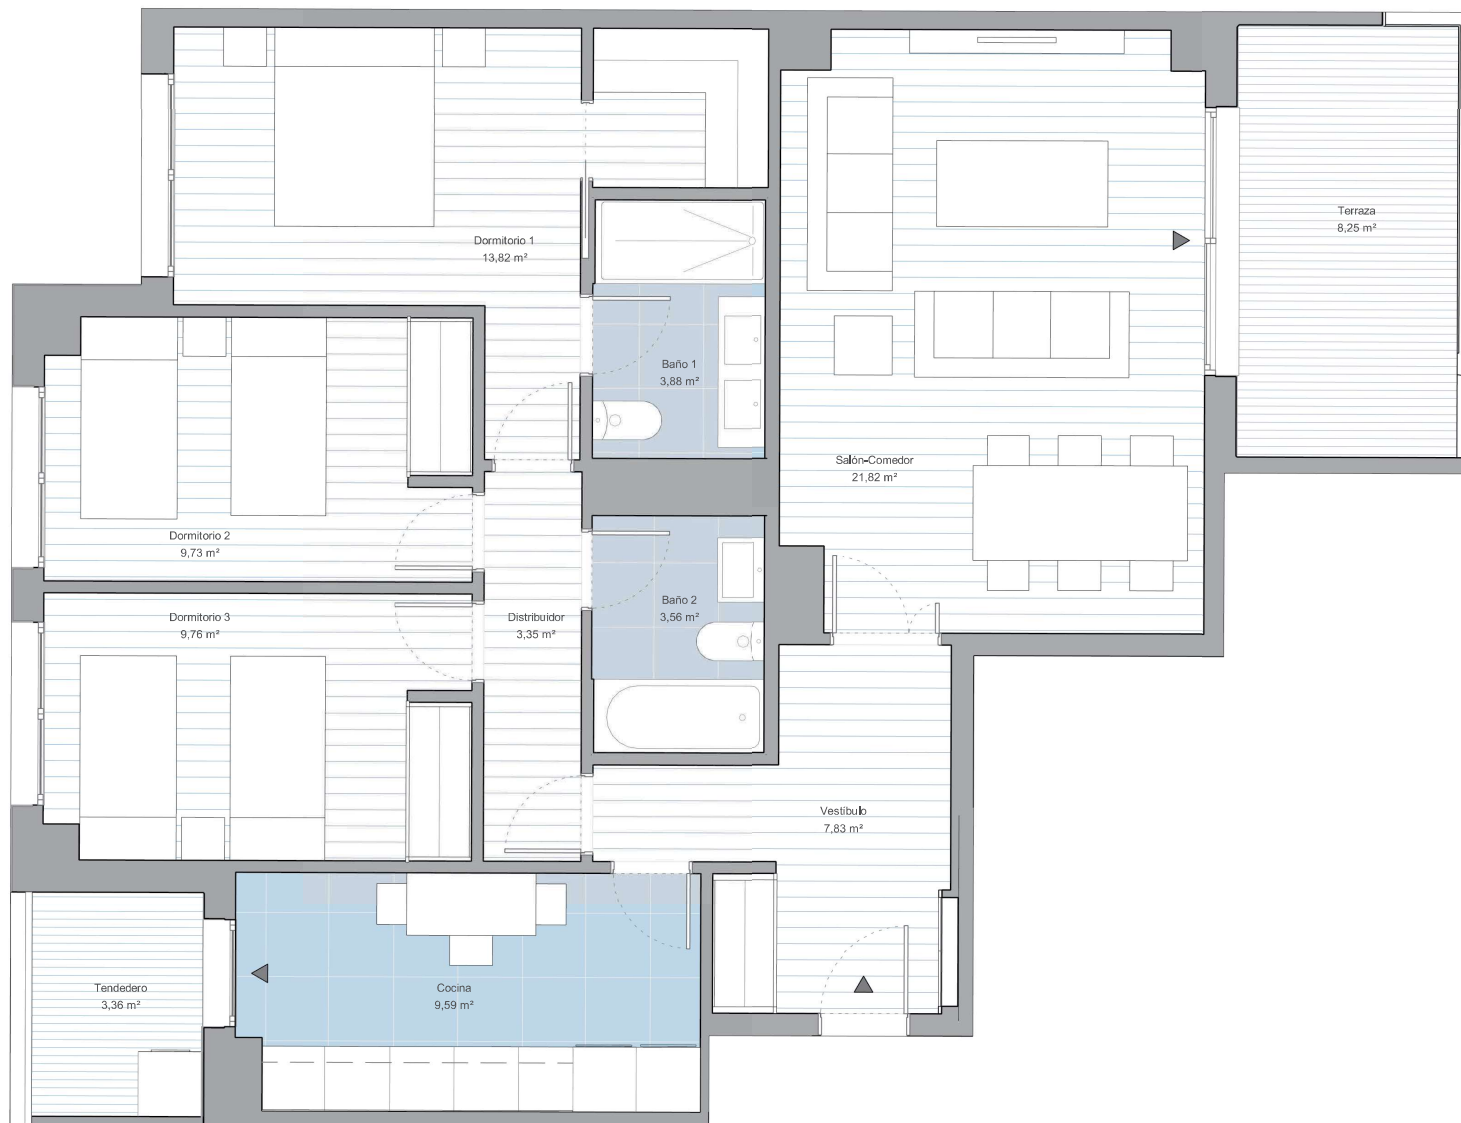 Dormitorio 1
13,82 m²
Terraza
8,25 m²
Baño 1
3,88 m²
Salón-Comedor
21,82 m²
Dormitorio 2
9,73 m²
Dormitorio 3
9,76 m²
Distribuidor
3,35 m²
Baño 2
3,56 m²
Vestíbulo
7,83 m²
Tendedero
3,36 m²
Cocina
9,59 m²